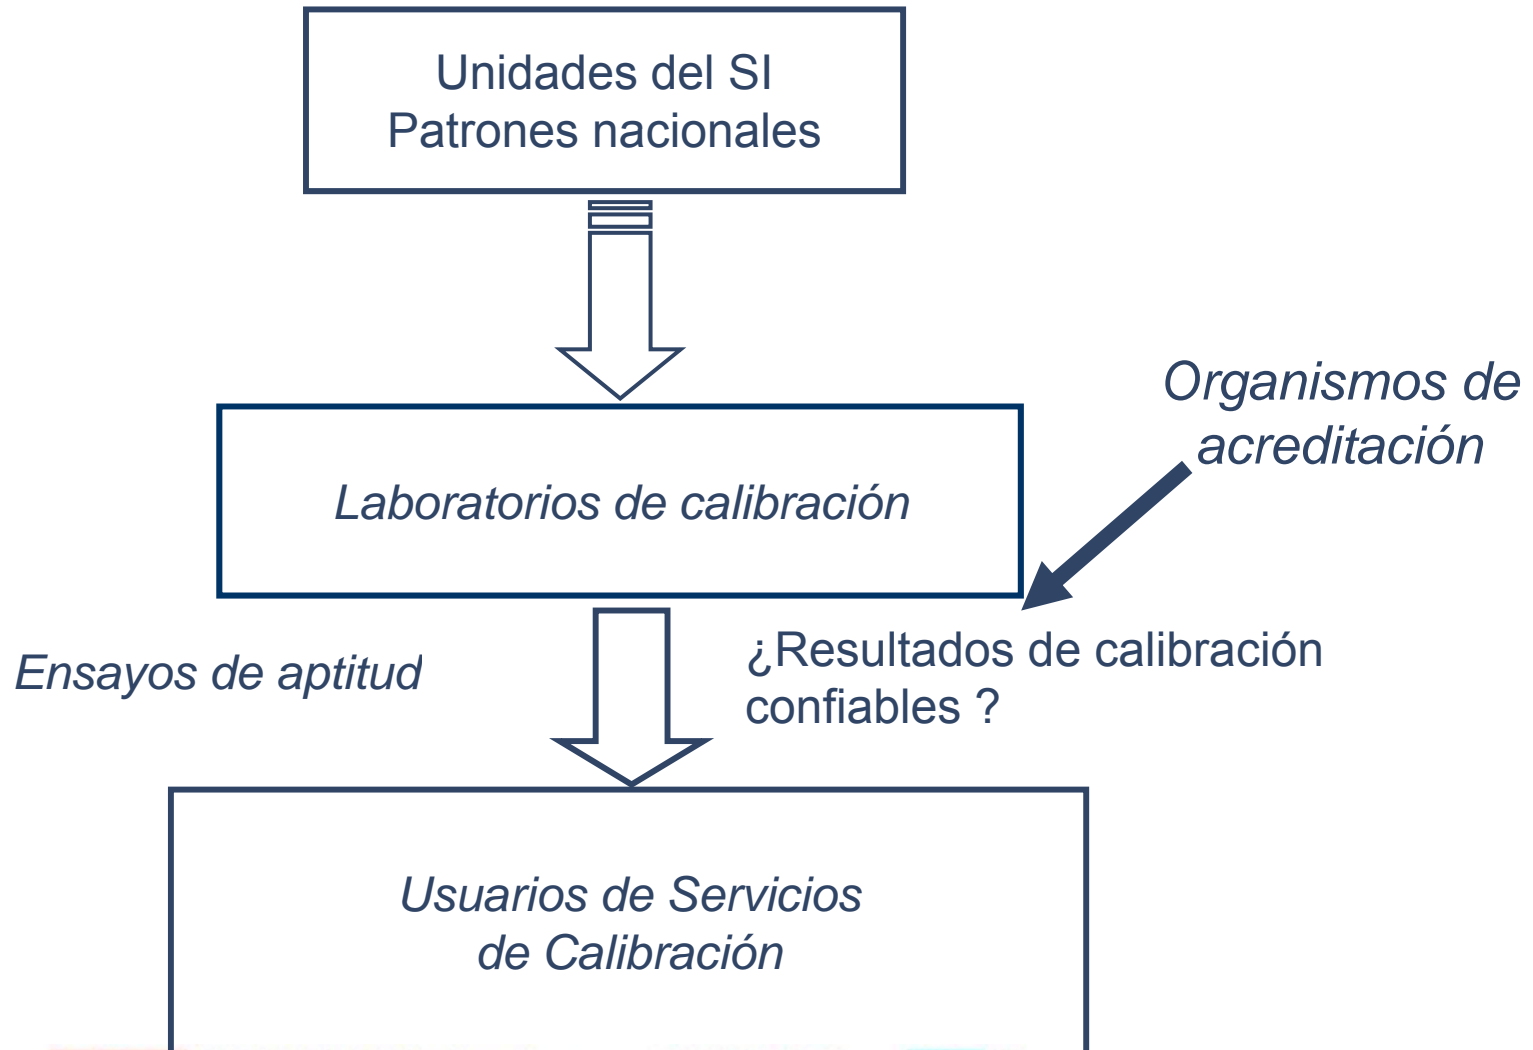 Unidades del SI
Patrones nacionales
Organismos de
acreditación
Laboratorios de calibración
Ensayos de aptitud
¿Resultados de calibración
confiables ?
Usuarios de Servicios
de Calibración